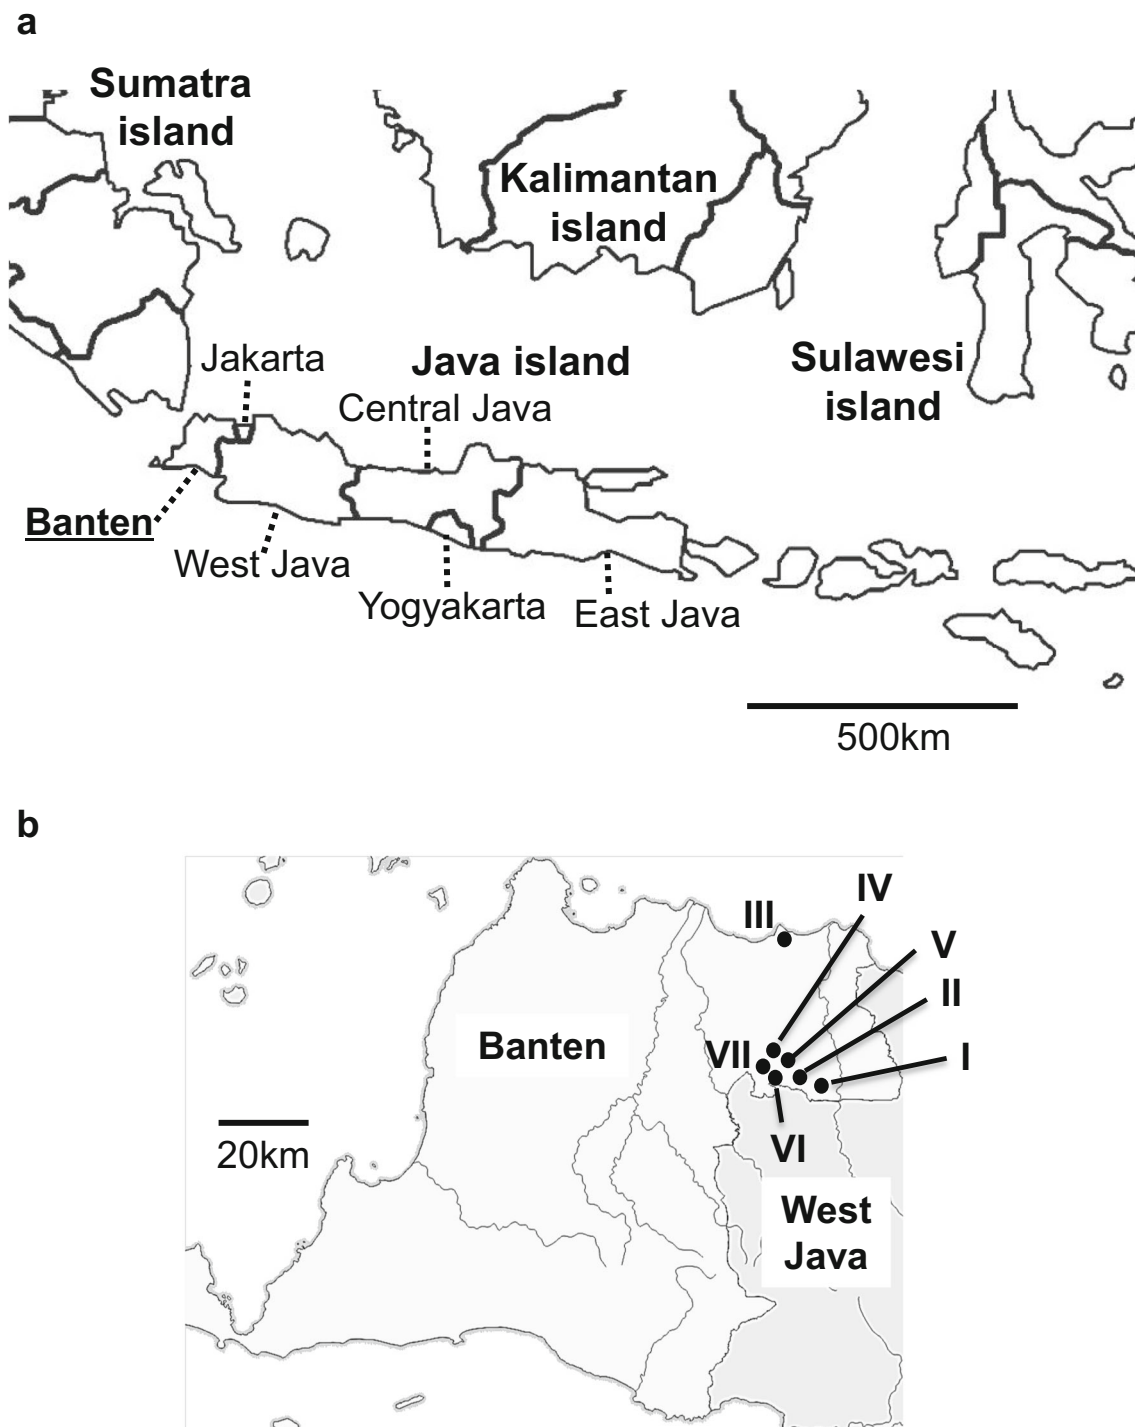 a
Sumatra
island
Kalimantan
island
Jakarta
Java island
Central Java
Sulawesi
island
Banten
West Java
Yogyakarta
East Java
500km
b
IV
III
V
II
Banten
VII
I
20km
VI
West
Java